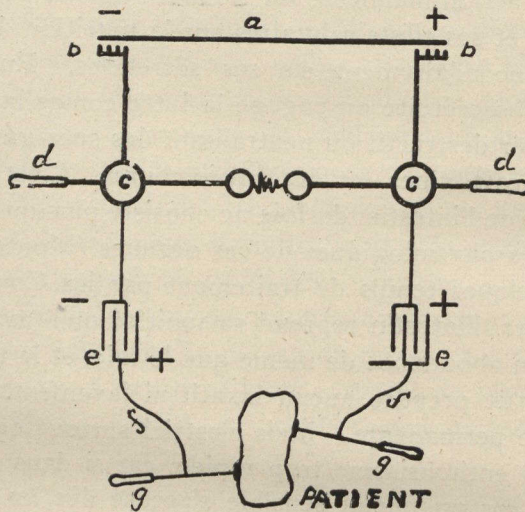 − a +
b b
d d
c c
− +
e + − e
f f
g g
PATIENT